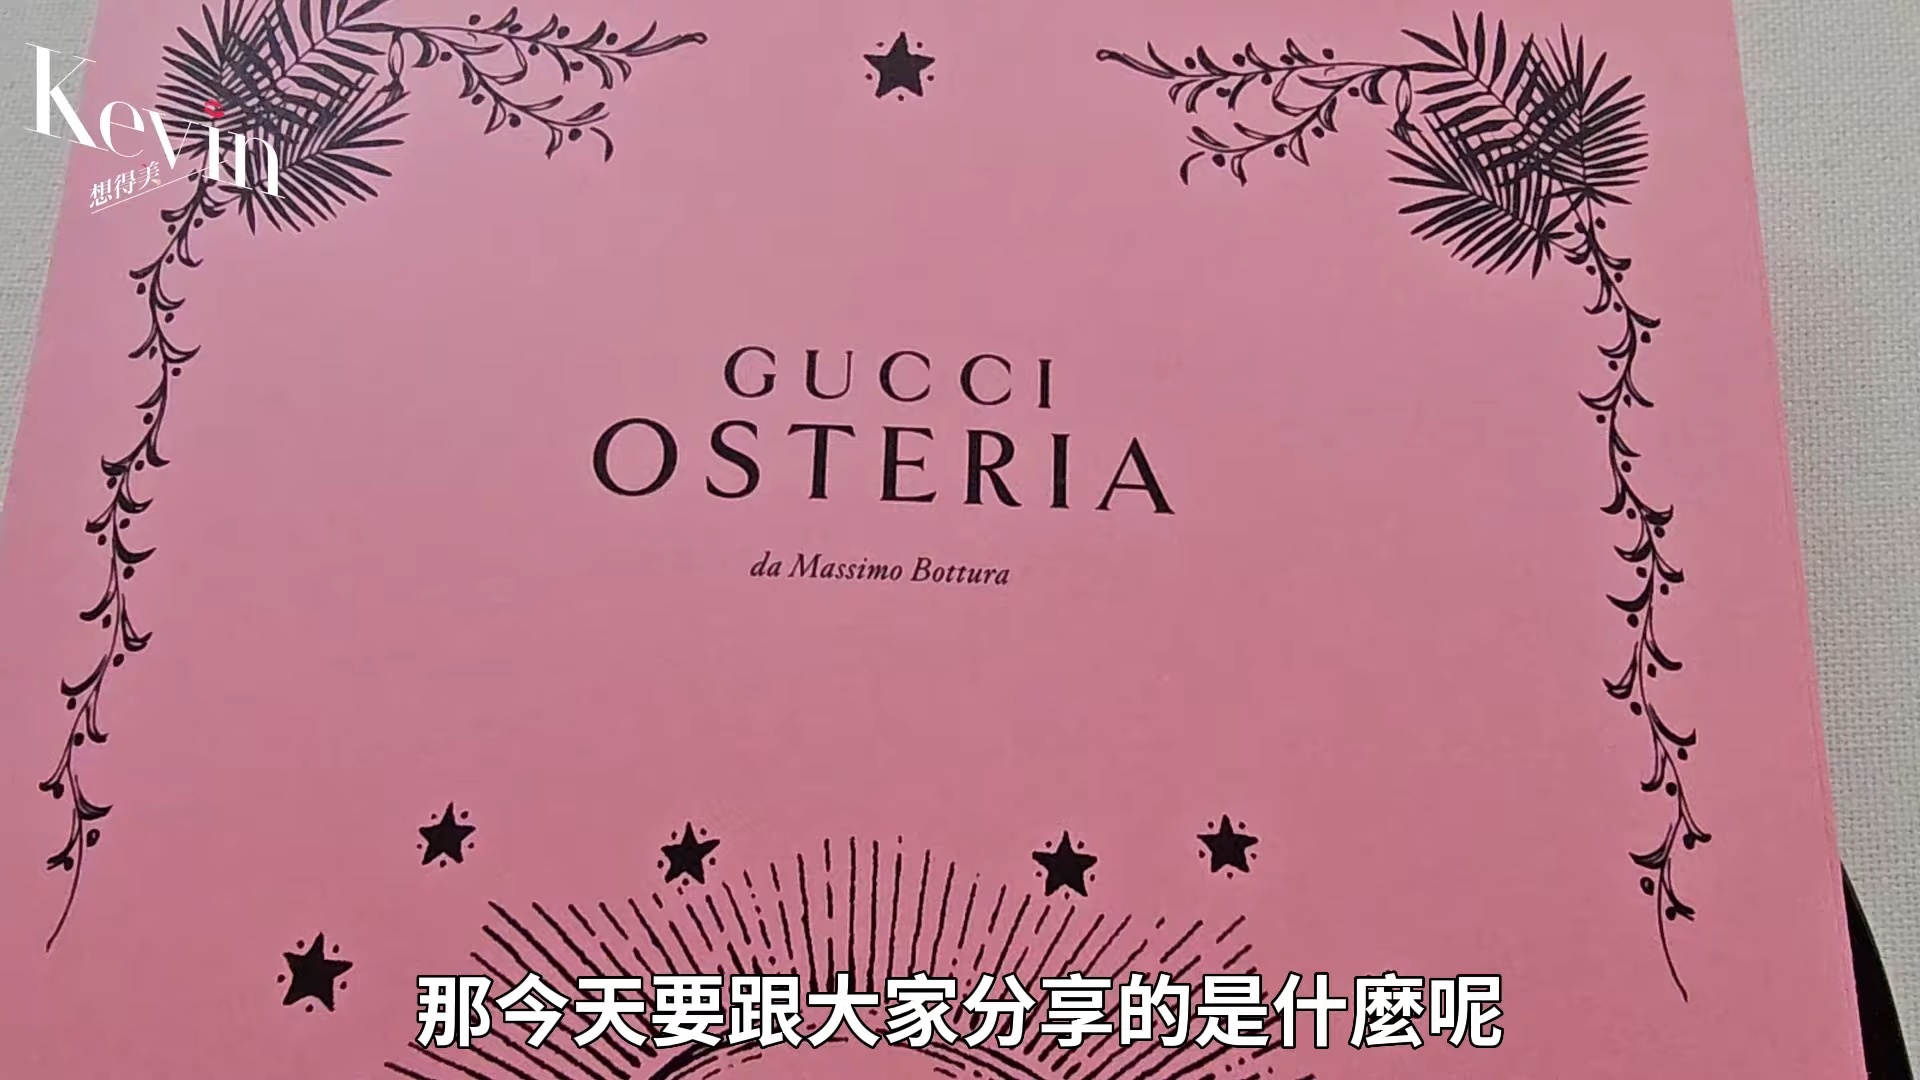 Kevin
想得美
GUCCI
OSTERIA
da Massimo Bottura
那今天要跟大家分享的是什麼呢